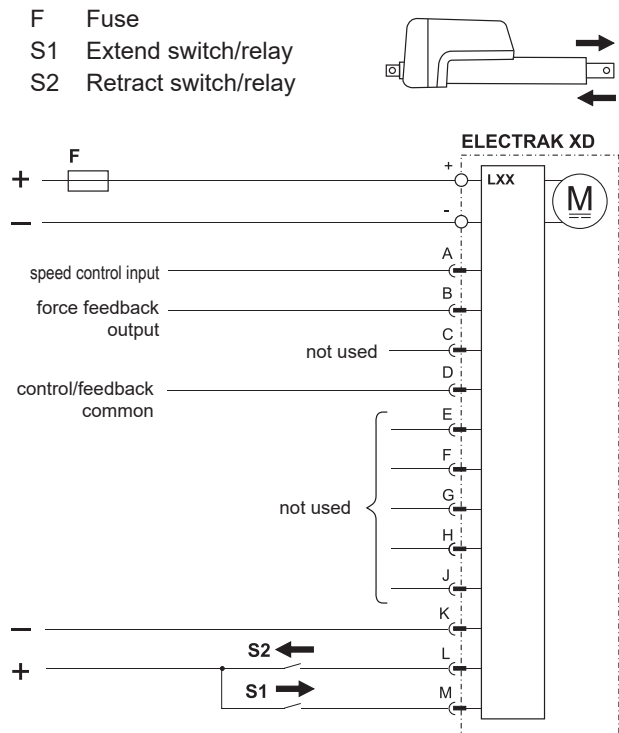 F Fuse
S1 Extend switch/relay
S2 Retract switch/relay
ELECTRAK XD
F
+
+
LXX
M
−
-
A
speed control input
B
force feedback
output
C
not used
D
control/feedback
common
E
F
G
not used
H
J
K
−
S2
L
+
S1
M